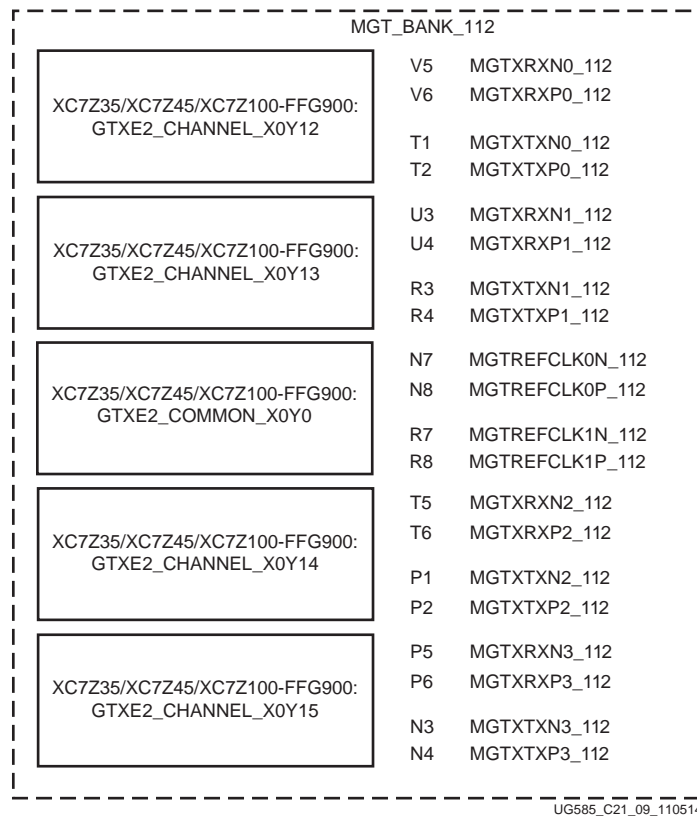 MGT_BANK_112
XC7Z35/XC7Z45/XC7Z100-FFG900:
GTXE2_CHANNEL_X0Y12
V5 MGTXRXN0_112
V6 MGTXRXP0_112
T1 MGTXTXN0_112
T2 MGTXTXP0_112
XC7Z35/XC7Z45/XC7Z100-FFG900:
GTXE2_CHANNEL_X0Y13
U3 MGTXRXN1_112
U4 MGTXRXP1_112
R3 MGTXTXN1_112
R4 MGTXTXP1_112
XC7Z35/XC7Z45/XC7Z100-FFG900:
GTXE2_COMMON_X0Y0
N7 MGTREFCLK0N_112
N8 MGTREFCLK0P_112
R7 MGTREFCLK1N_112
R8 MGTREFCLK1P_112
XC7Z35/XC7Z45/XC7Z100-FFG900:
GTXE2_CHANNEL_X0Y14
T5 MGTXRXN2_112
T6 MGTXRXP2_112
P1 MGTXTXN2_112
P2 MGTXTXP2_112
XC7Z35/XC7Z45/XC7Z100-FFG900:
GTXE2_CHANNEL_X0Y15
P5 MGTXRXN3_112
P6 MGTXRXP3_112
N3 MGTXTXN3_112
N4 MGTXTXP3_112
UG585_C21_09_110514